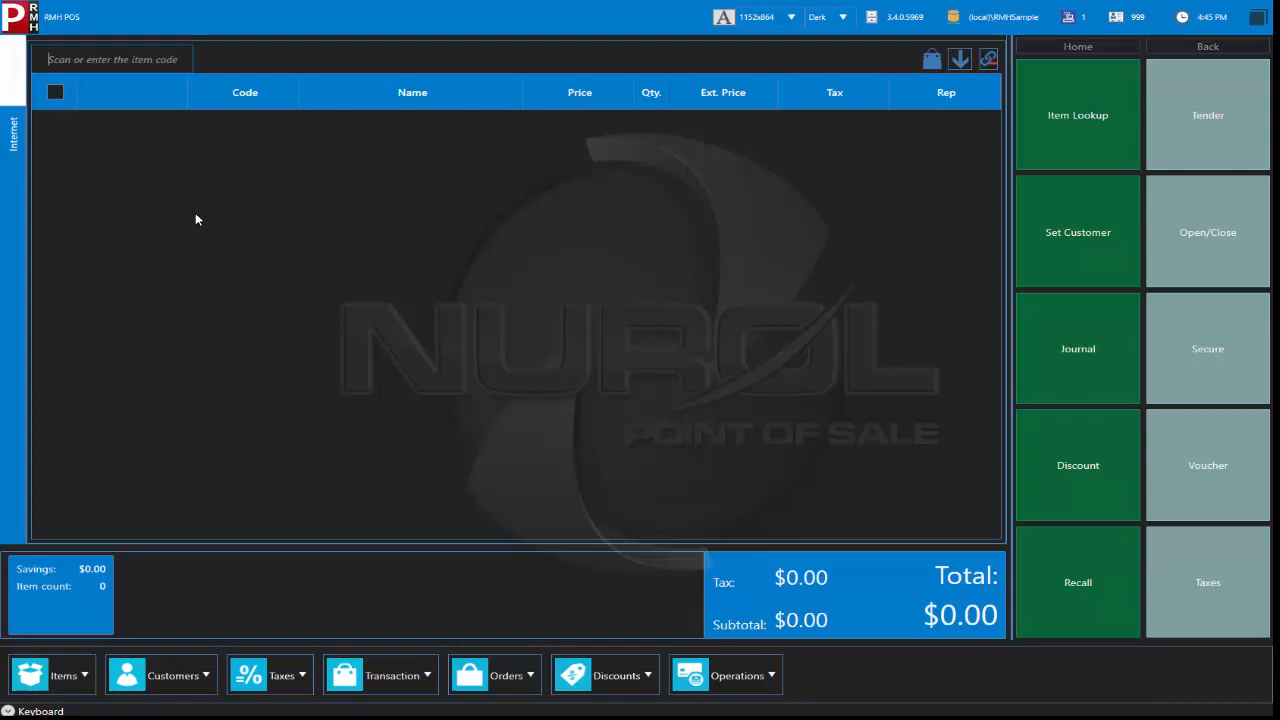 P RMH RMH POS A 1152x864 Dark 3.4.0.5969 (local)\RMHSample 1 999 4:45 PM
Scan or enter the item code
Home Back
Internet
Code Name Price Qty. Ext. Price Tax Rep
Item Lookup Tender
Set Customer Open/Close
NUROL
POINT OF SALE
Journal Secure
Discount Voucher
Recall Taxes
Savings: $0.00
Item count: 0
Tax: $0.00 Total:
Subtotal: $0.00 $0.00
Items Customers Taxes Transaction Orders Discounts Operations
Keyboard